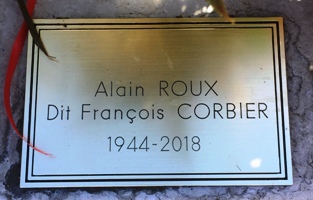 Alain ROUX
Dit François CORBIER
1944-2018